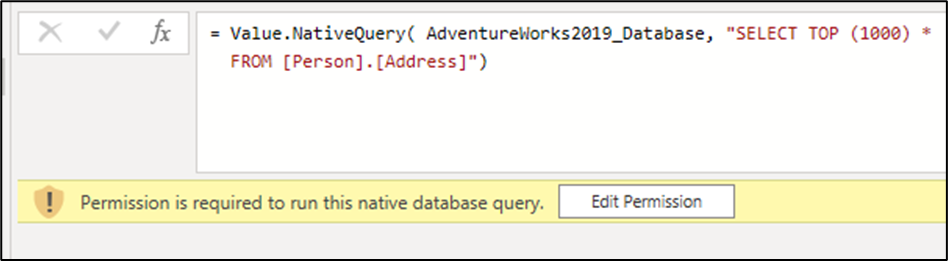 fx
= Value.NativeQuery( AdventureWorks2019_Database, "SELECT TOP (1000) *
FROM [Person].[Address]")
Permission is required to run this native database query.
Edit Permission